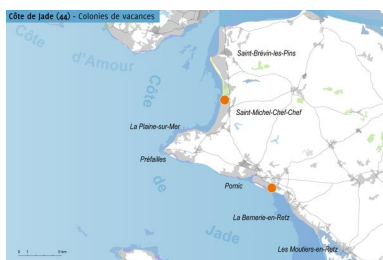 Côte de Jade (44) - Colonies de vacances
Côte
d'Amour
Saint-Brévin-les-Pins
Côte
Saint-Michel-Chef-Chef
La Plaine-sur-Mer
Préfailles
de
Pornic
La Bernerie-en-Retz
Jade
Les Moutiers-en-Retz